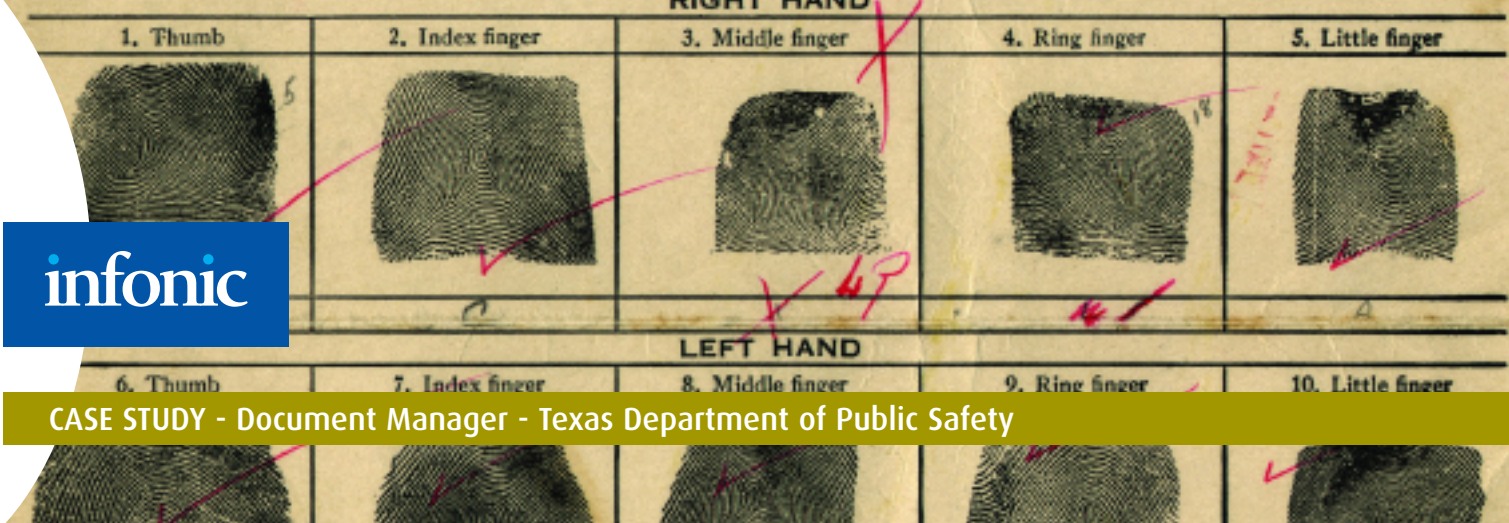 RIGHT HAND
1. Thumb
2. Index finger
3. Middle finger
4. Ring finger
5. Little finger
5
18
infonic
LEFT HAND
6. Thumb
7. Index finger
8. Middle finger
9. Ring finger
10. Little finger
CASE STUDY - Document Manager - Texas Department of Public Safety